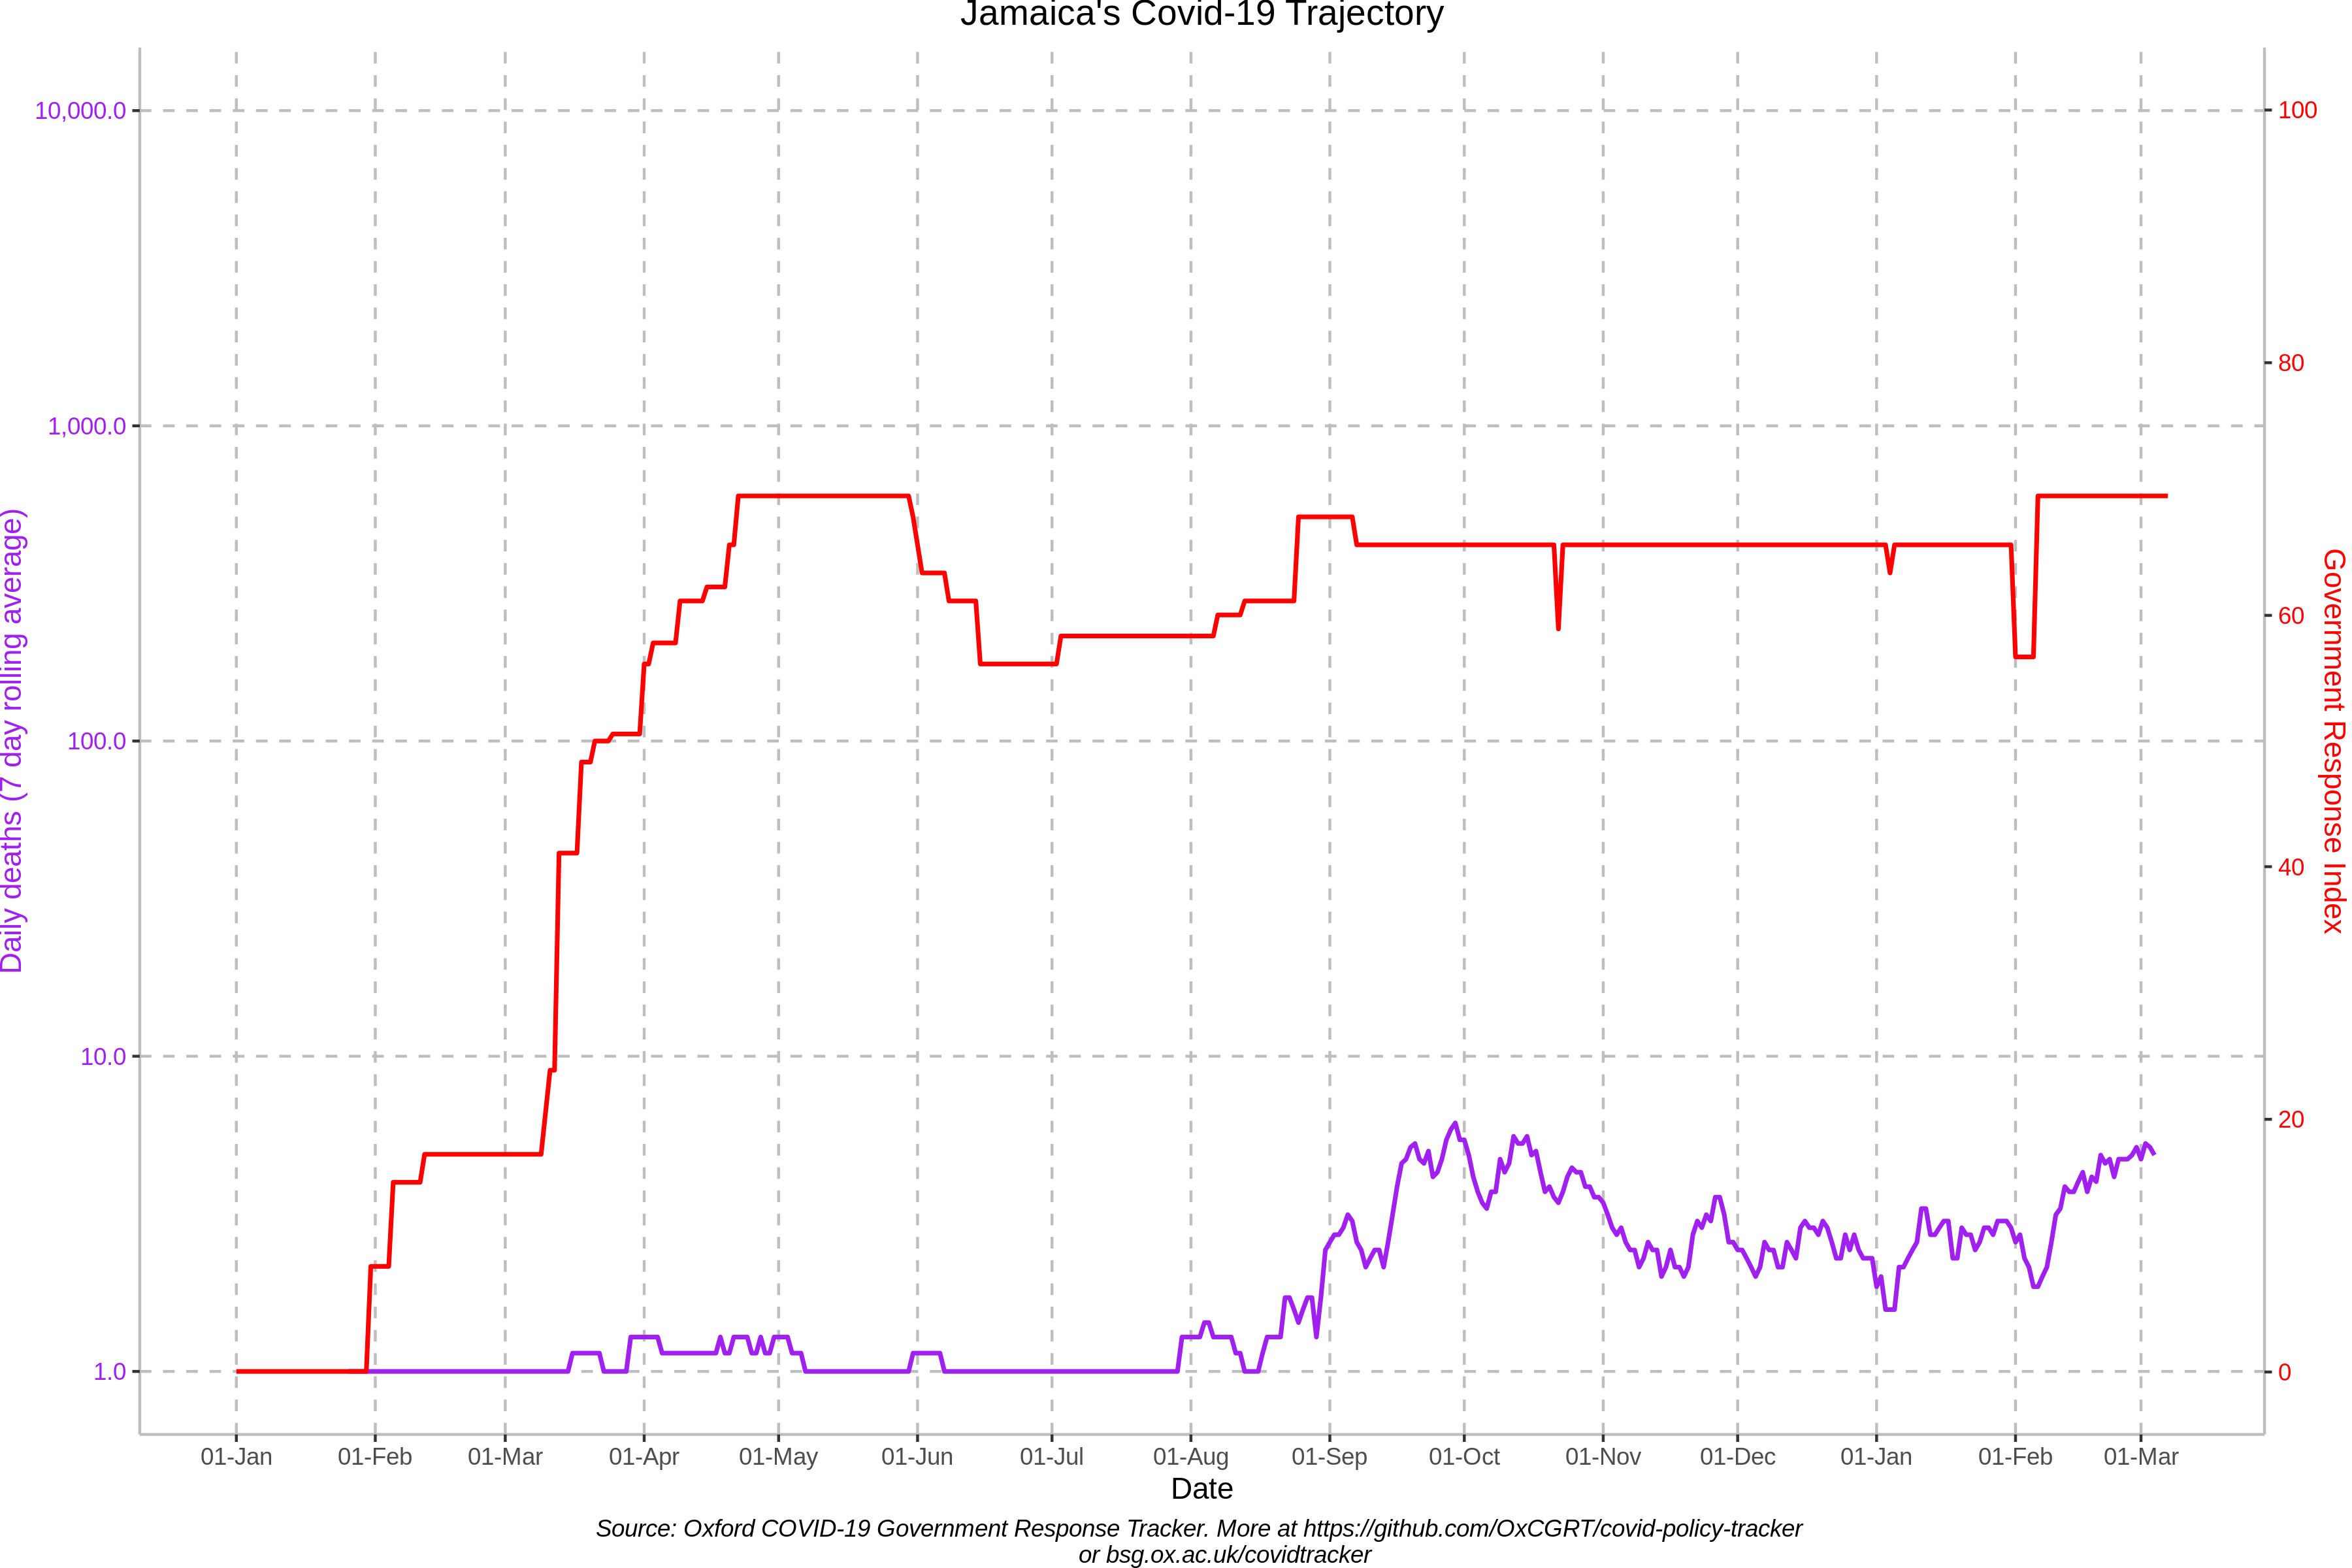 Jamaica's Covid-19 Trajectory
10,000.0
1,000.0
100.0
10.0
1.0
Daily deaths (7 day rolling average)
100
80
60
40
20
0
Government Response Index
01-Jan 01-Feb 01-Mar 01-Apr 01-May 01-Jun 01-Jul 01-Aug 01-Sep 01-Oct 01-Nov 01-Dec 01-Jan 01-Feb 01-Mar
Date
Source: Oxford COVID-19 Government Response Tracker. More at https://github.com/OxCGRT/covid-policy-tracker
or bsg.ox.ac.uk/covidtracker